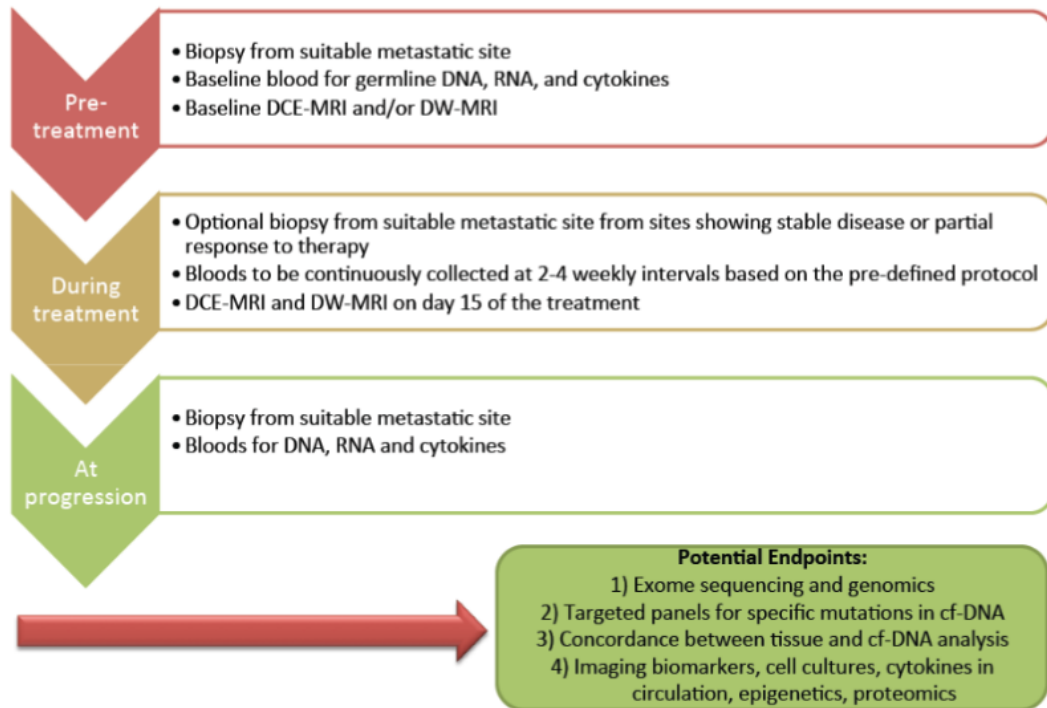 Pre-
treatment
• Biopsy from suitable metastatic site
• Baseline blood for germline DNA, RNA, and cytokines
• Baseline DCE-MRI and/or DW-MRI
During
treatment
• Optional biopsy from suitable metastatic site from sites showing stable disease or partial
response to therapy
• Bloods to be continuously collected at 2-4 weekly intervals based on the pre-defined protocol
• DCE-MRI and DW-MRI on day 15 of the treatment
At
progression
• Biopsy from suitable metastatic site
• Bloods for DNA, RNA and cytokines
Potential Endpoints:
1) Exome sequencing and genomics
2) Targeted panels for specific mutations in cf-DNA
3) Concordance between tissue and cf-DNA analysis
4) Imaging biomarkers, cell cultures, cytokines in
circulation, epigenetics, proteomics